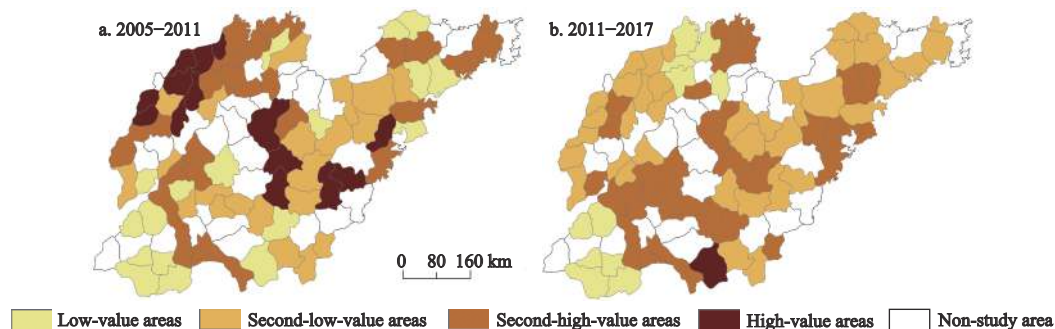 a. 2005−2011
b. 2011−2017
0 80 160 km
Low-value areas Second-low-value areas Second-high-value areas High-value areas Non-study area